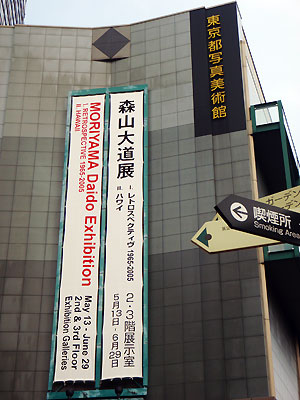 東京都写真美術館
森山大道展
I. レトロスペクティヴ 1965-2005
II. ハワイ
2・3階展示室
5月13日-6月29日
MORIYAMA Daido Exhibition
I. RETROSPECTIVE 1965-2005
II. HAWAII
May 13 - June 29
2nd & 3rd Floor
Exhibition Galleries
喫煙所
Smoking Area